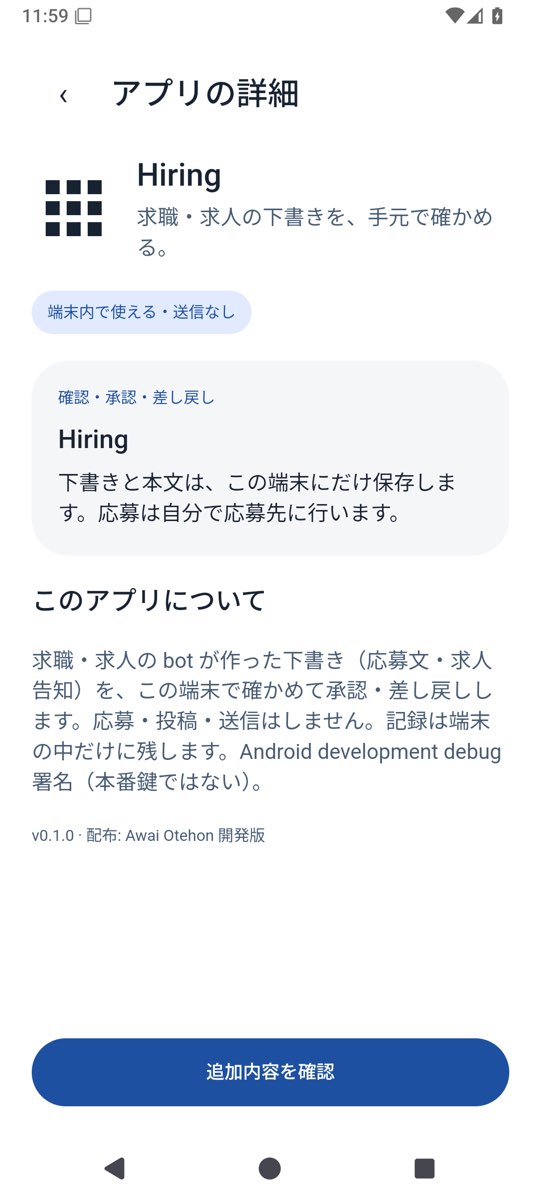 11:59
‹ アプリの詳細
Hiring
求職・求人の下書きを、手元で確かめ
る。
端末内で使える・送信なし
確認・承認・差し戻し
Hiring
下書きと本文は、この端末にだけ保存しま
す。応募は自分で応募先に行います。
このアプリについて
求職・求人の bot が作った下書き（応募文・求人
告知）を、この端末で確かめて承認・差し戻しし
ます。応募・投稿・送信はしません。記録は端末
の中だけに残します。Android development debug
署名（本番鍵ではない）。
v0.1.0 · 配布: Awai Otehon 開発版
追加内容を確認